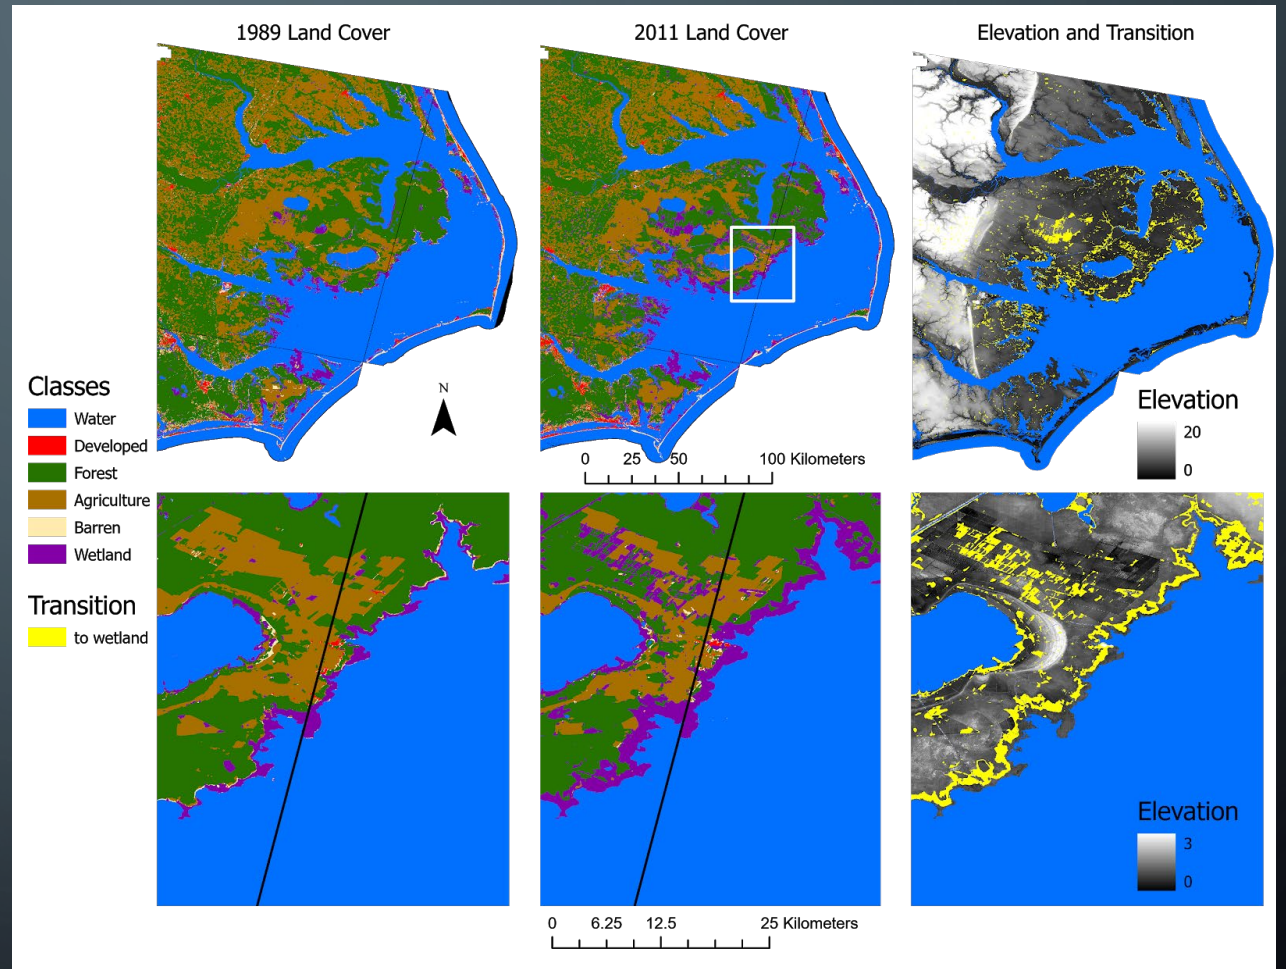 1989 Land Cover
2011 Land Cover
Elevation and Transition
Classes
Water
Developed
Forest
Agriculture
Barren
Wetland
Transition
to wetland
N
0 25 50 100 Kilometers
Elevation
20
0
Elevation
3
0
0 6.25 12.5 25 Kilometers